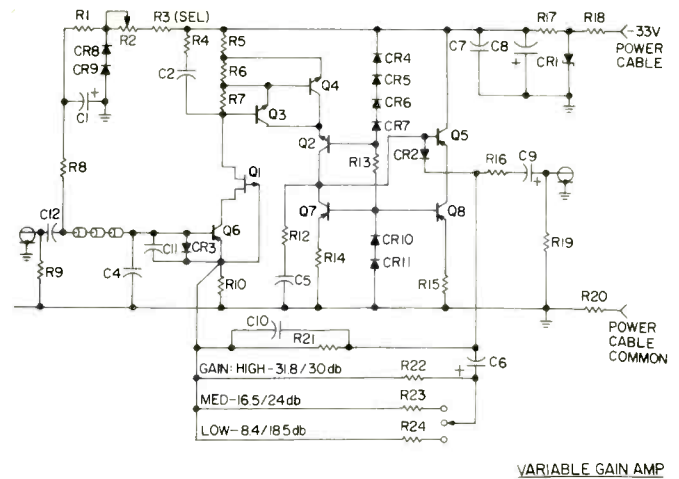 R1
R2
R3 (SEL)
R4
R5
R6
R7
CR8
CR9
C1
C2
Q3
Q4
CR4
CR5
CR6
CR7
C7
C8
CR1
R17
R18
-33V
POWER
CABLE
Q2
Q5
CR2
R13
R16
C9
R8
Q1
Q7
Q8
C12
Q6
C11
CR3
R12
CR10
CR11
R19
R9
C4
R10
C5
R14
R15
R20
POWER
CABLE
COMMON
C10
R21
C6
GAIN: HIGH-31.8/30db
R22
MED-16.5/24db
R23
LOW-8.4/18.5db
R24
VARIABLE GAIN AMP
+
+
+
+